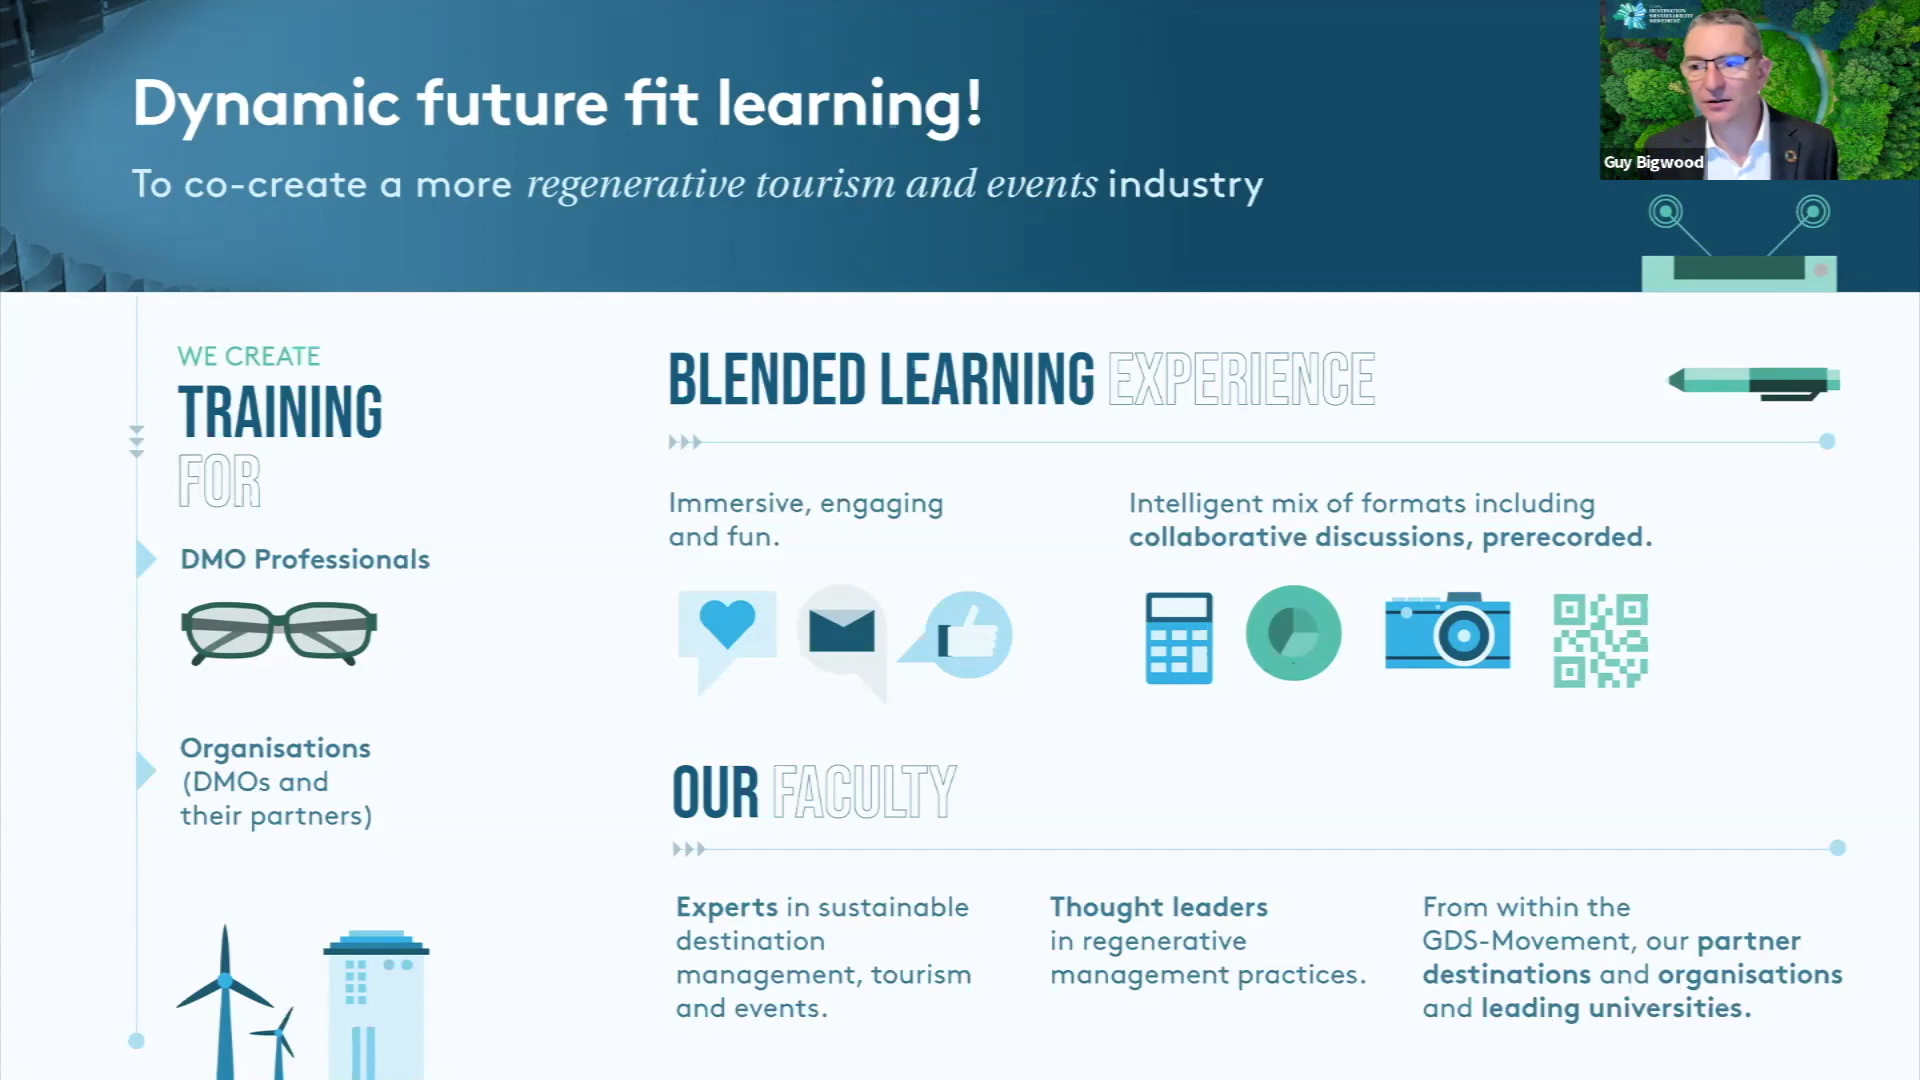 Dynamic future fit learning!
To co-create a more regenerative tourism and events industry
DESTINATION
SUSTAINABILITY
MOVEMENT
Guy Bigwood
WE CREATE
TRAINING
FOR
DMO Professionals
Organisations
(DMOs and
their partners)
BLENDED LEARNING EXPERIENCE
Immersive, engaging
and fun.
Intelligent mix of formats including
collaborative discussions, prerecorded.
OUR FACULTY
Experts in sustainable
destination
management, tourism
and events.
Thought leaders
in regenerative
management practices.
From within the
GDS-Movement, our partner
destinations and organisations
and leading universities.